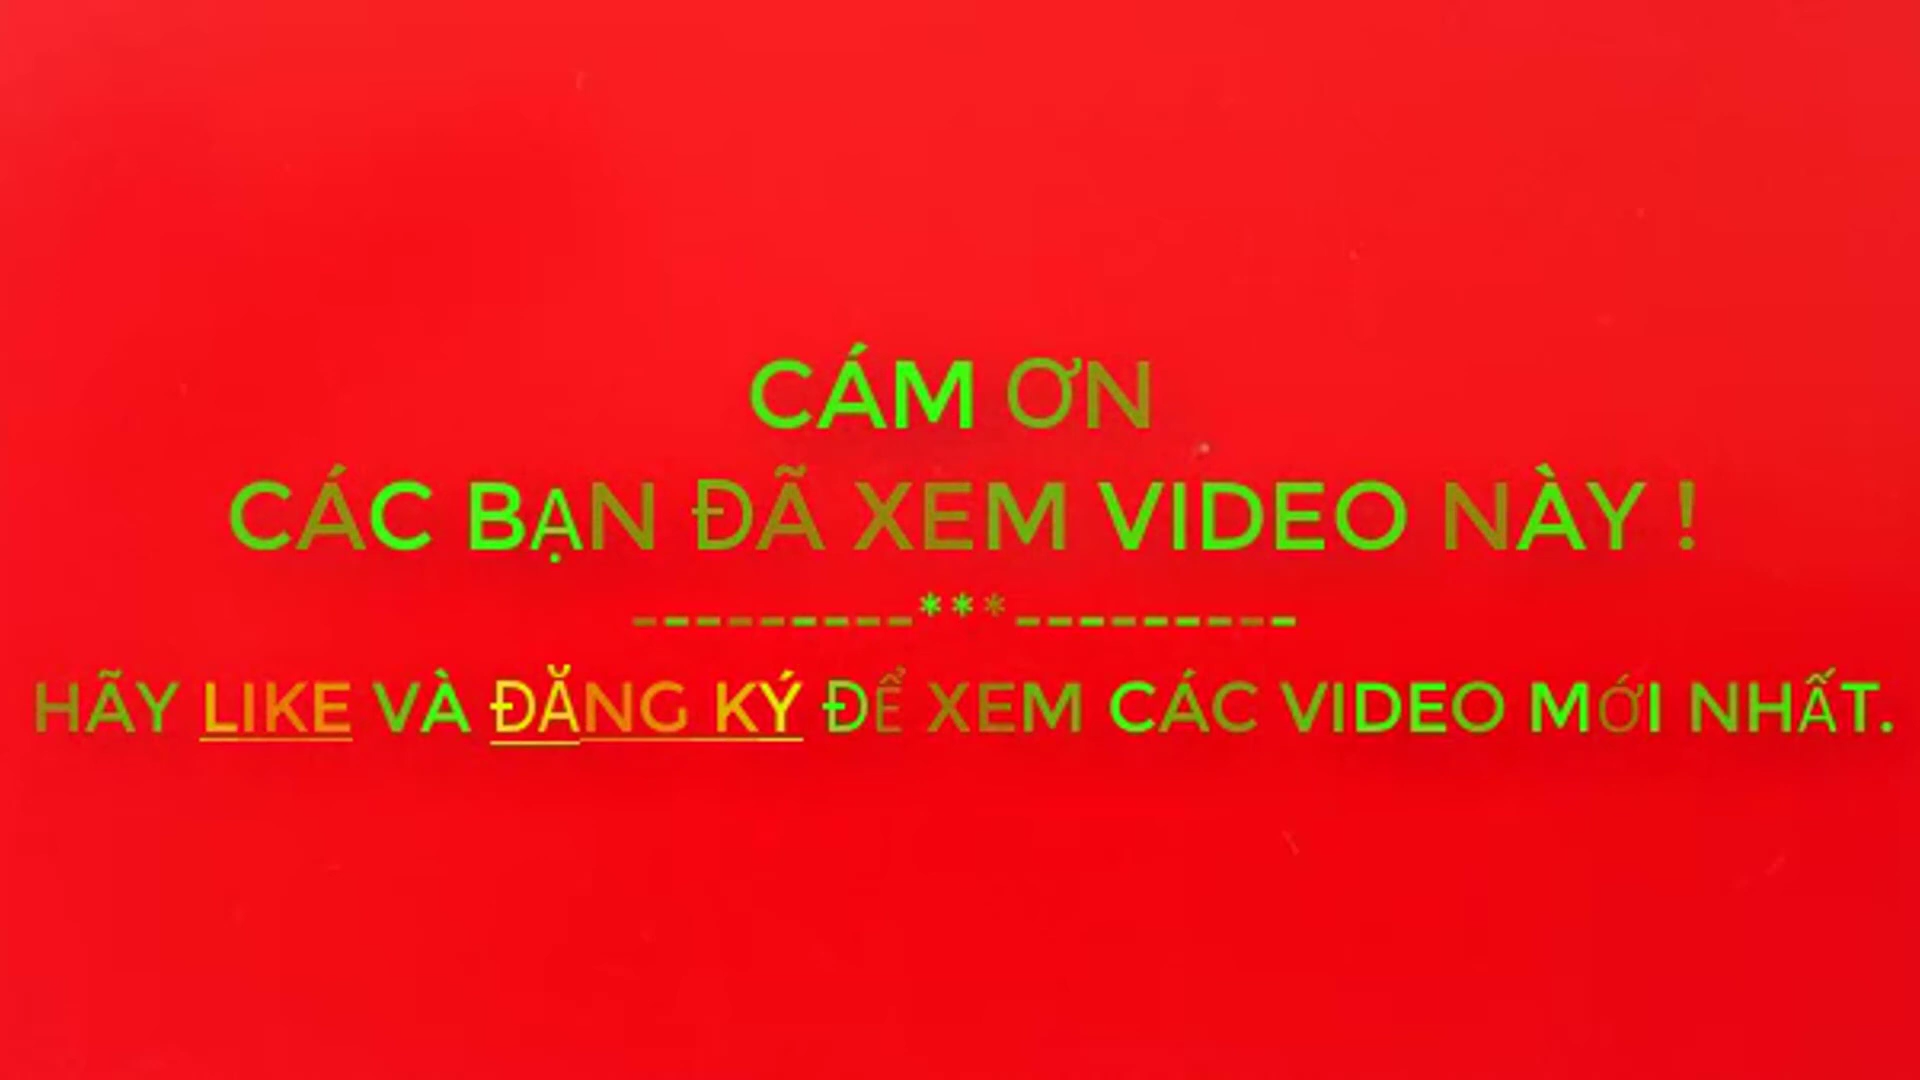 CÁM ƠN
CÁC BẠN ĐÃ XEM VIDEO NÀY !
---------***---------
HÃY LIKE VÀ ĐĂNG KÝ ĐỂ XEM CÁC VIDEO MỚI NHẤT.